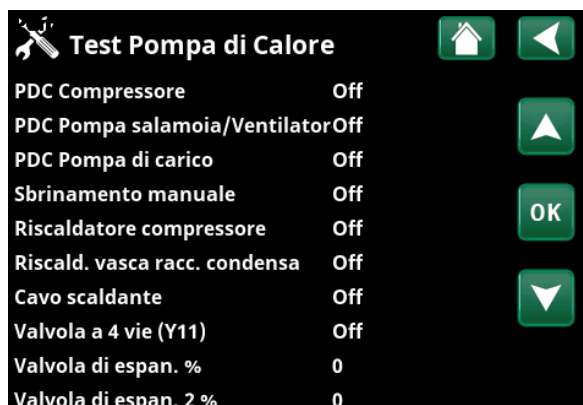 Test Pompa di Calore
PDC Compressore Off
PDC Pompa salamoia/Ventilator Off
PDC Pompa di carico Off
Sbrinamento manuale Off
OK
Riscaldatore compressore Off
Riscald. vasca racc. condensa Off
Cavo scaldante Off
Valvola a 4 vie (Y11) Off
Valvola di espan. % 0
Valvola di espan. 2 % 0